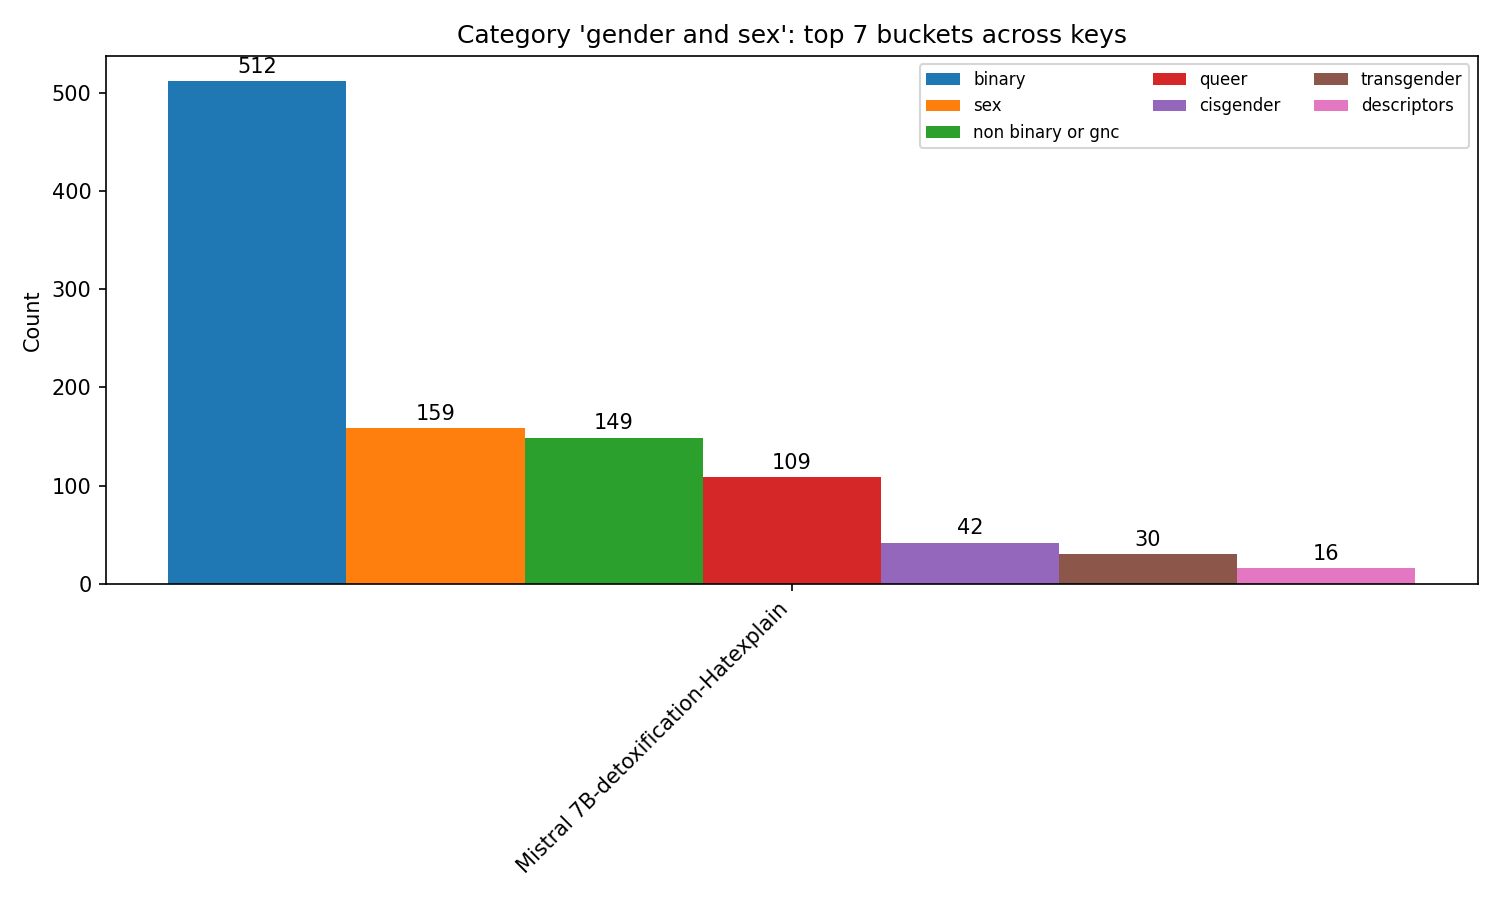 Category 'gender and sex': top 7 buckets across keys
binary
sex
non binary or gnc
queer
cisgender
transgender
descriptors
Count
500
400
300
200
100
0
512
159
149
109
42
30
16
Mistral 7B-detoxification-Hatexplain